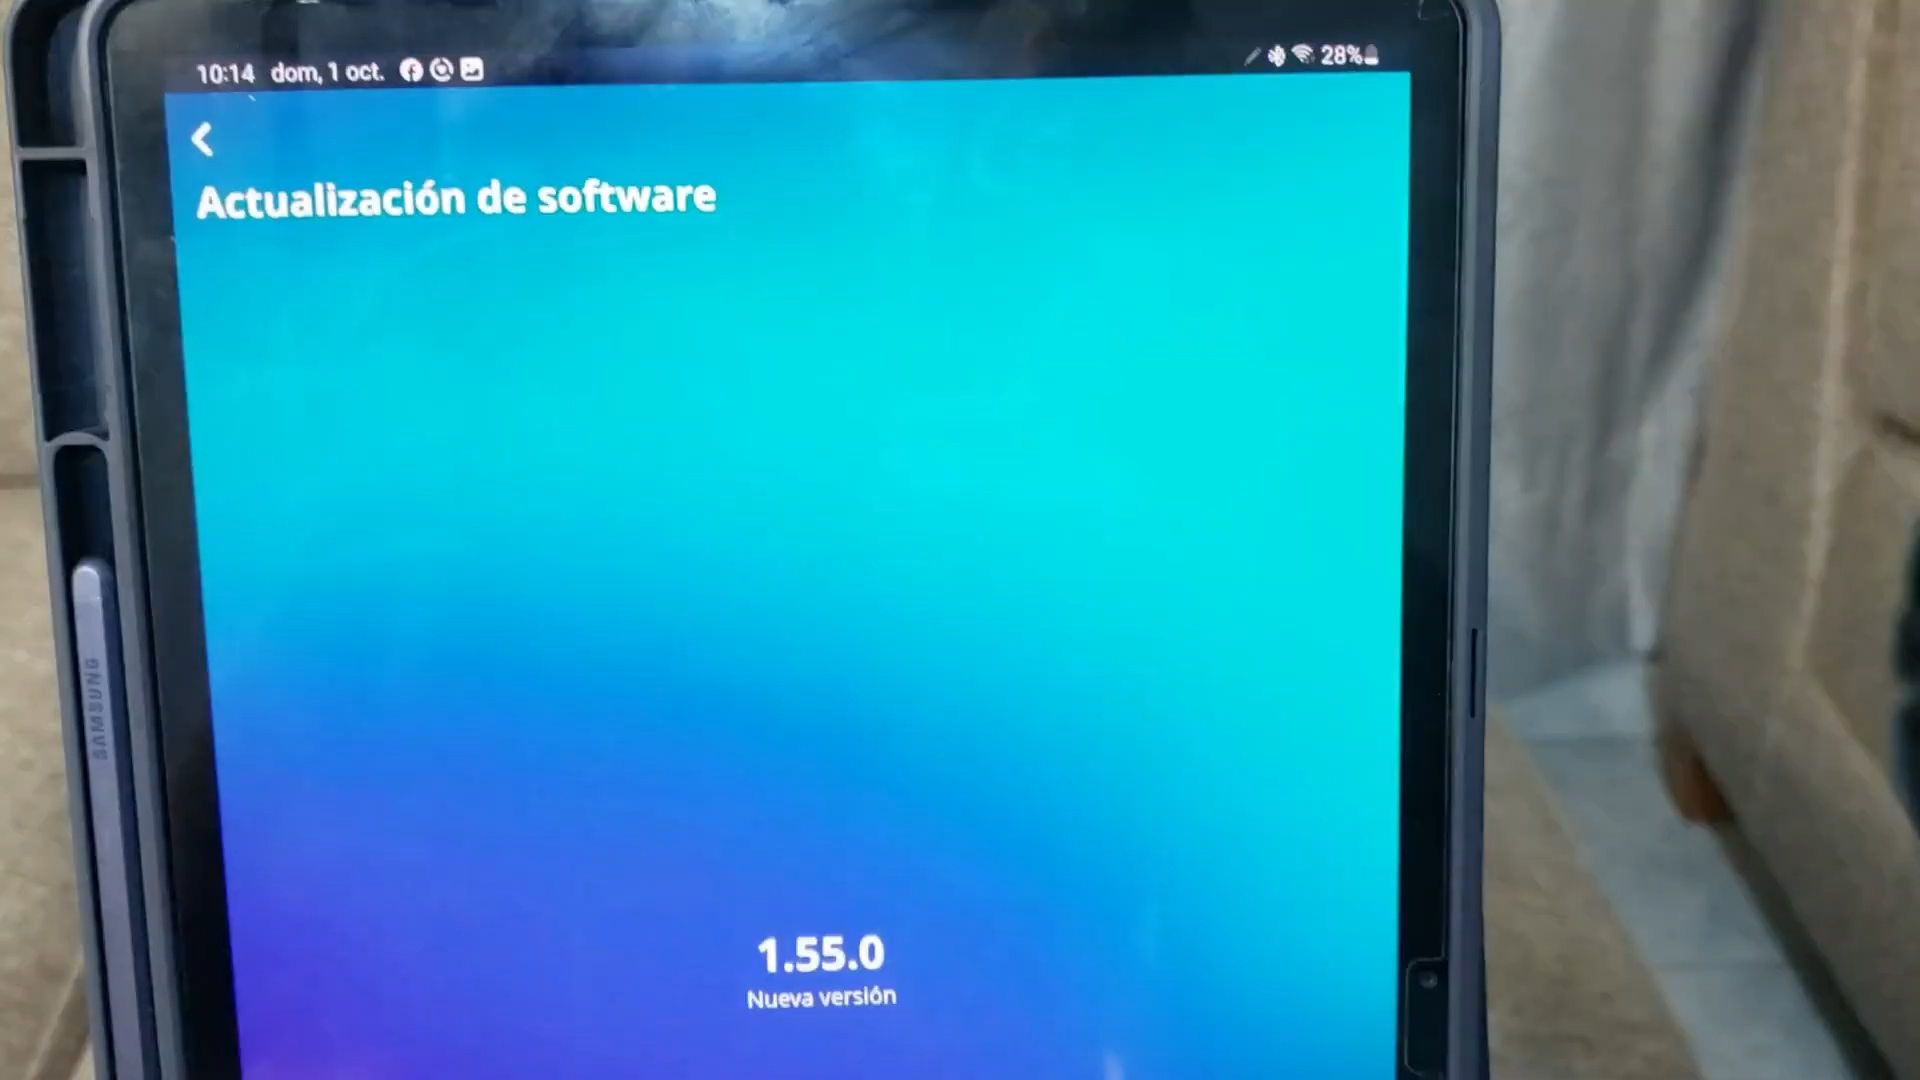 10:14 dom, 1 oct.
28%
Actualización de software
SAMSUNG
1.55.0
Nueva versión